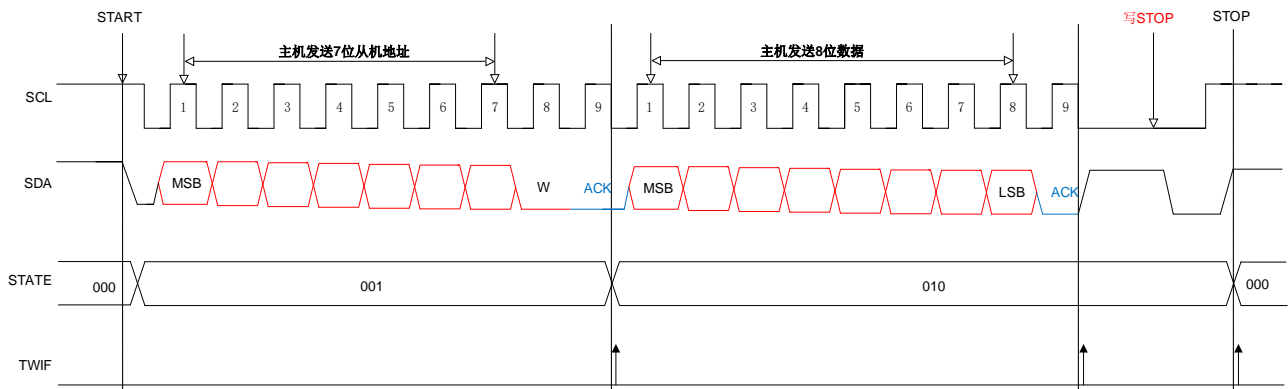 START
写STOP
STOP
主机发送7位从机地址
主机发送8位数据
SCL
1 2 3 4 5 6 7 8 9 1 2 3 4 5 6 7 8 9
SDA
MSB W ACK MSB LSB ACK
STATE
000 001 010 000
TWIF